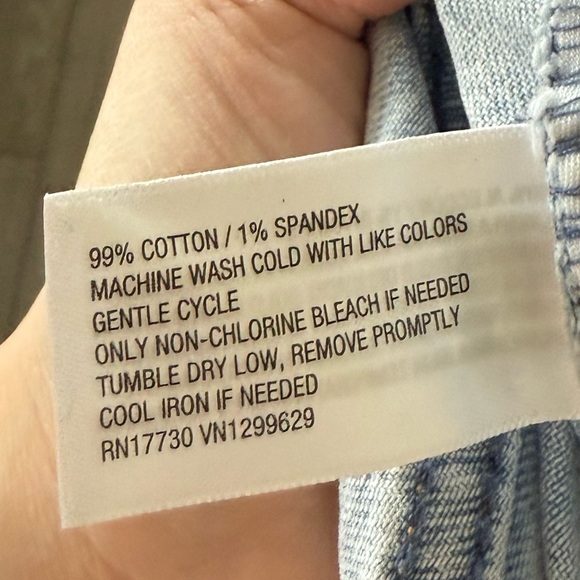 99% COTTON / 1% SPANDEX
MACHINE WASH COLD WITH LIKE COLORS
GENTLE CYCLE
ONLY NON-CHLORINE BLEACH IF NEEDED
TUMBLE DRY LOW, REMOVE PROMPTLY
COOL IRON IF NEEDED
RN17730 VN1299629